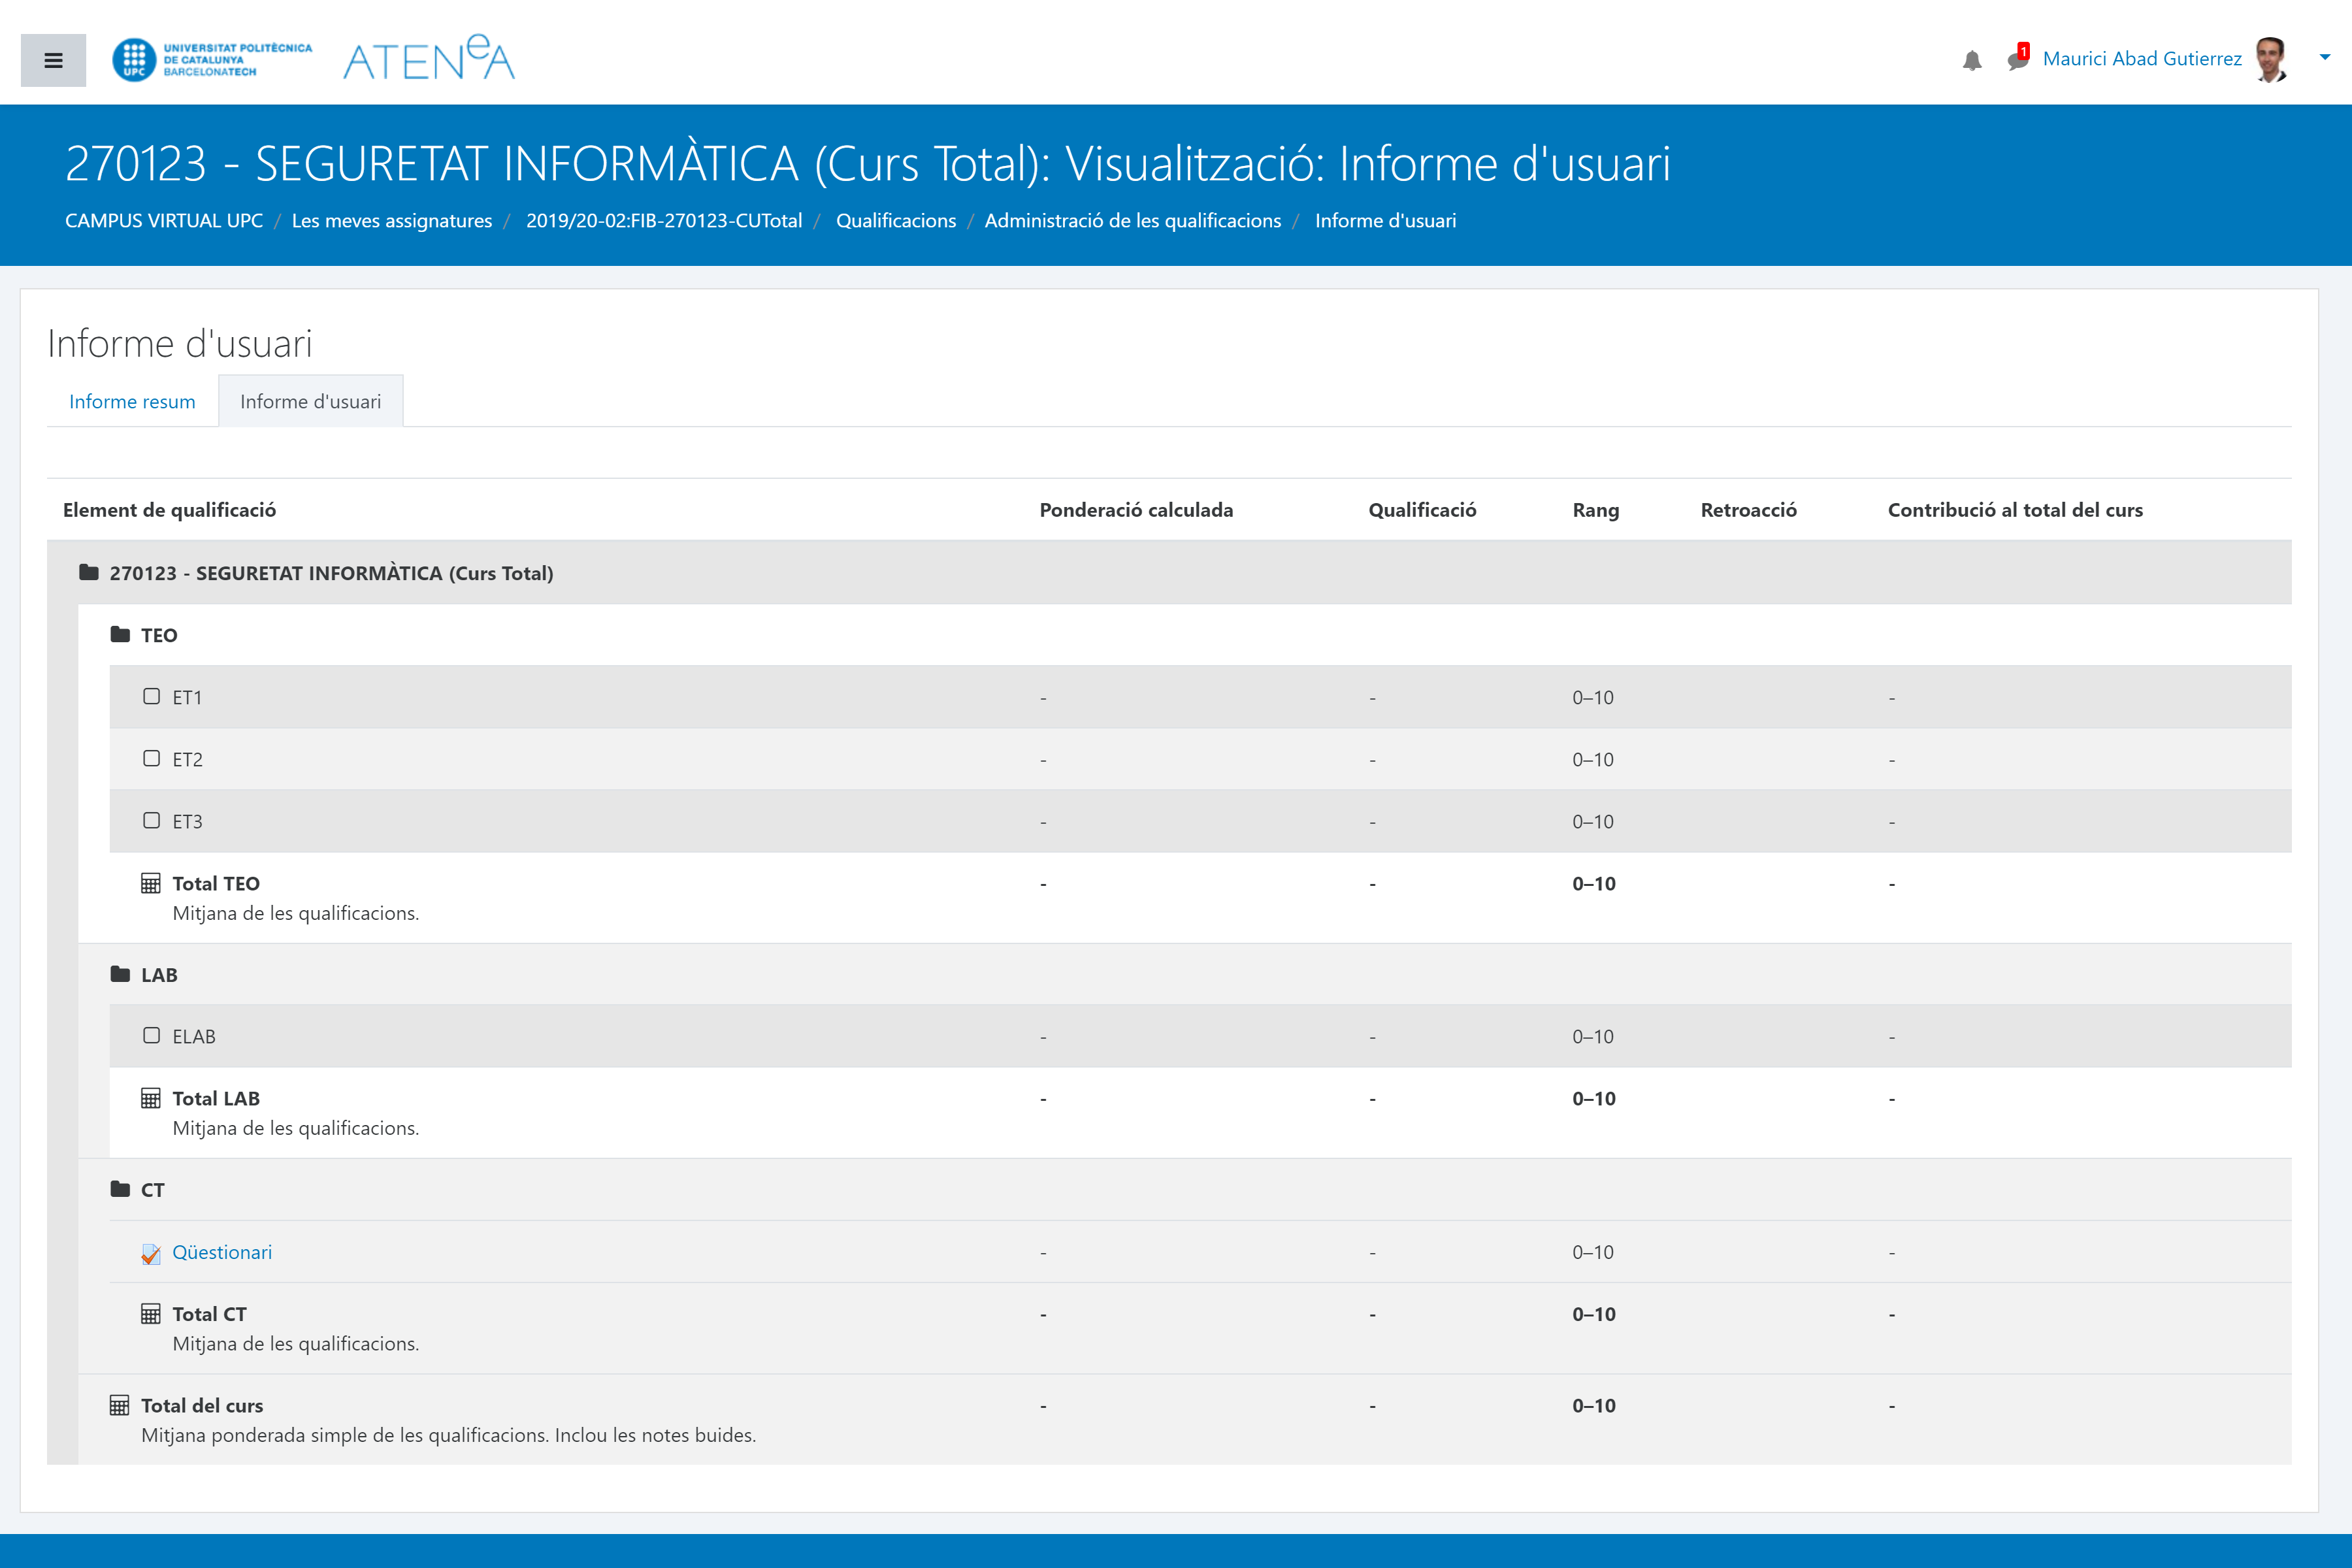 UPC
UNIVERSITAT POLITÈCNICA
DE CATALUNYA
BARCELONATECH
ATENeA
1
Maurici Abad Gutierrez
270123 - SEGURETAT INFORMÀTICA (Curs Total): Visualització: Informe d'usuari
CAMPUS VIRTUAL UPC / Les meves assignatures / 2019/20-02:FIB-270123-CUTotal / Qualificacions / Administració de les qualificacions / Informe d'usuari
Informe d'usuari
Informe resum Informe d'usuari
Element de qualificació Ponderació calculada Qualificació Rang Retroacció Contribució al total del curs
270123 - SEGURETAT INFORMÀTICA (Curs Total)
TEO
ET1 - - 0–10 -
ET2 - - 0–10 -
ET3 - - 0–10 -
Total TEO - - 0–10 -
Mitjana de les qualificacions.
LAB
ELAB - - 0–10 -
Total LAB - - 0–10 -
Mitjana de les qualificacions.
CT
Qüestionari - - 0–10 -
Total CT - - 0–10 -
Mitjana de les qualificacions.
Total del curs - - 0–10 -
Mitjana ponderada simple de les qualificacions. Inclou les notes buides.